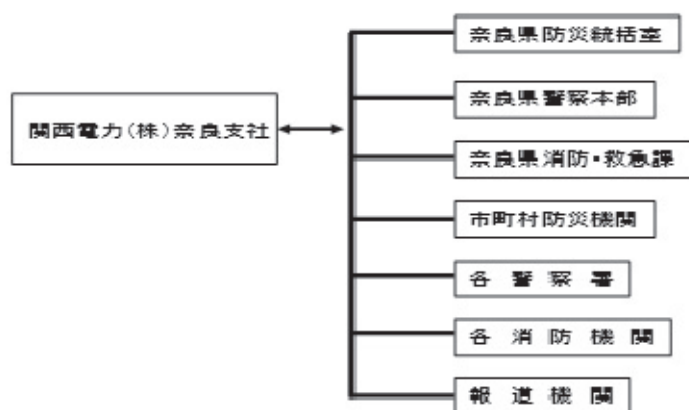 奈良県防災統括室
奈良県警察本部
関西電力(株)奈良支社
奈良県消防・救急課
市町村防災機関
各警察署
各消防機関
報道機関